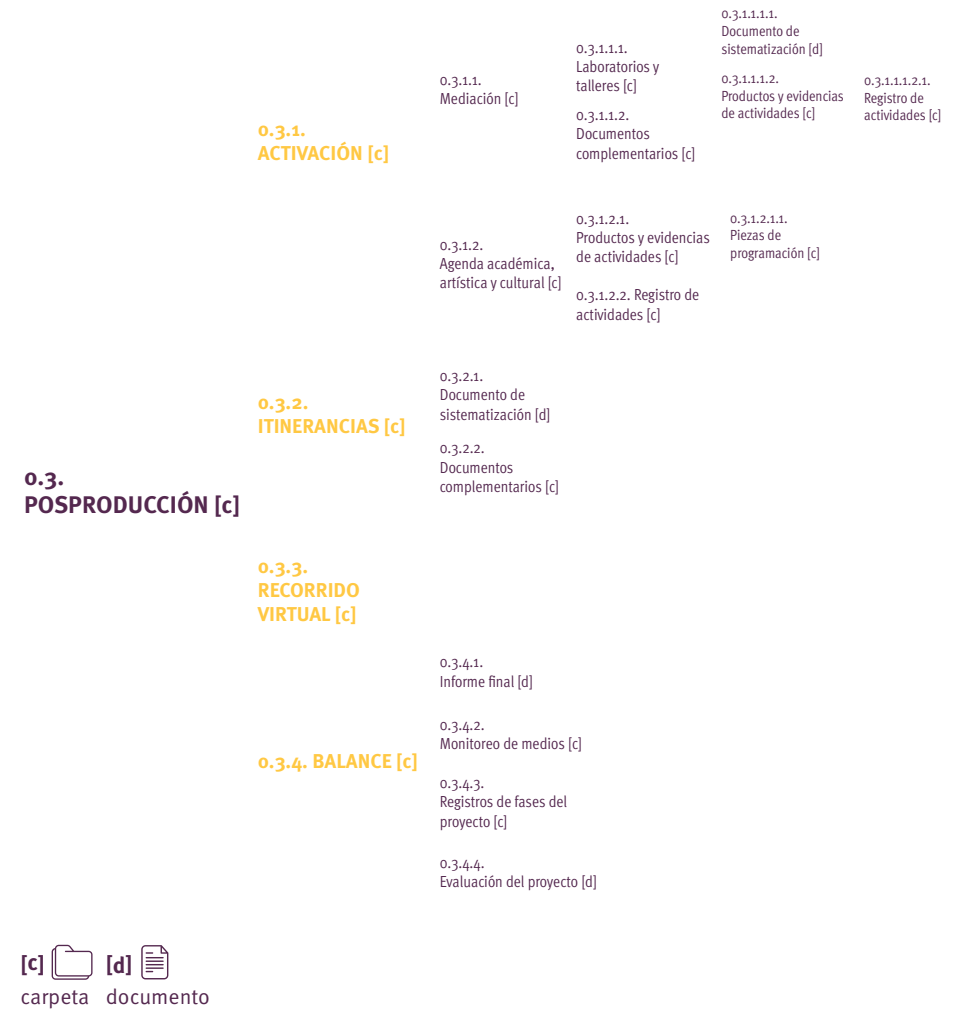 0.3.
POSPRODUCCIÓN [c]
0.3.1.
ACTIVACIÓN [c]
0.3.1.1.
Mediación [c]
0.3.1.1.1.
Laboratorios y
talleres [c]
0.3.1.1.1.1.
Documento de
sistematización [d]
0.3.1.1.1.2.
Productos y evidencias
de actividades [c]
0.3.1.1.1.2.1.
Registro de
actividades [c]
0.3.1.1.2.
Documentos
complementarios [c]
0.3.1.2.
Agenda académica,
artística y cultural [c]
0.3.1.2.1.
Productos y evidencias
de actividades [c]
0.3.1.2.1.1.
Piezas de
programación [c]
0.3.1.2.2. Registro de
actividades [c]
0.3.2.
ITINERANCIAS [c]
0.3.2.1.
Documento de
sistematización [d]
0.3.2.2.
Documentos
complementarios [c]
0.3.3.
RECORRIDO
VIRTUAL [c]
0.3.4. BALANCE [c]
0.3.4.1.
Informe final [d]
0.3.4.2.
Monitoreo de medios [c]
0.3.4.3.
Registros de fases del
proyecto [c]
0.3.4.4.
Evaluación del proyecto [d]
[c] [d]
carpeta documento